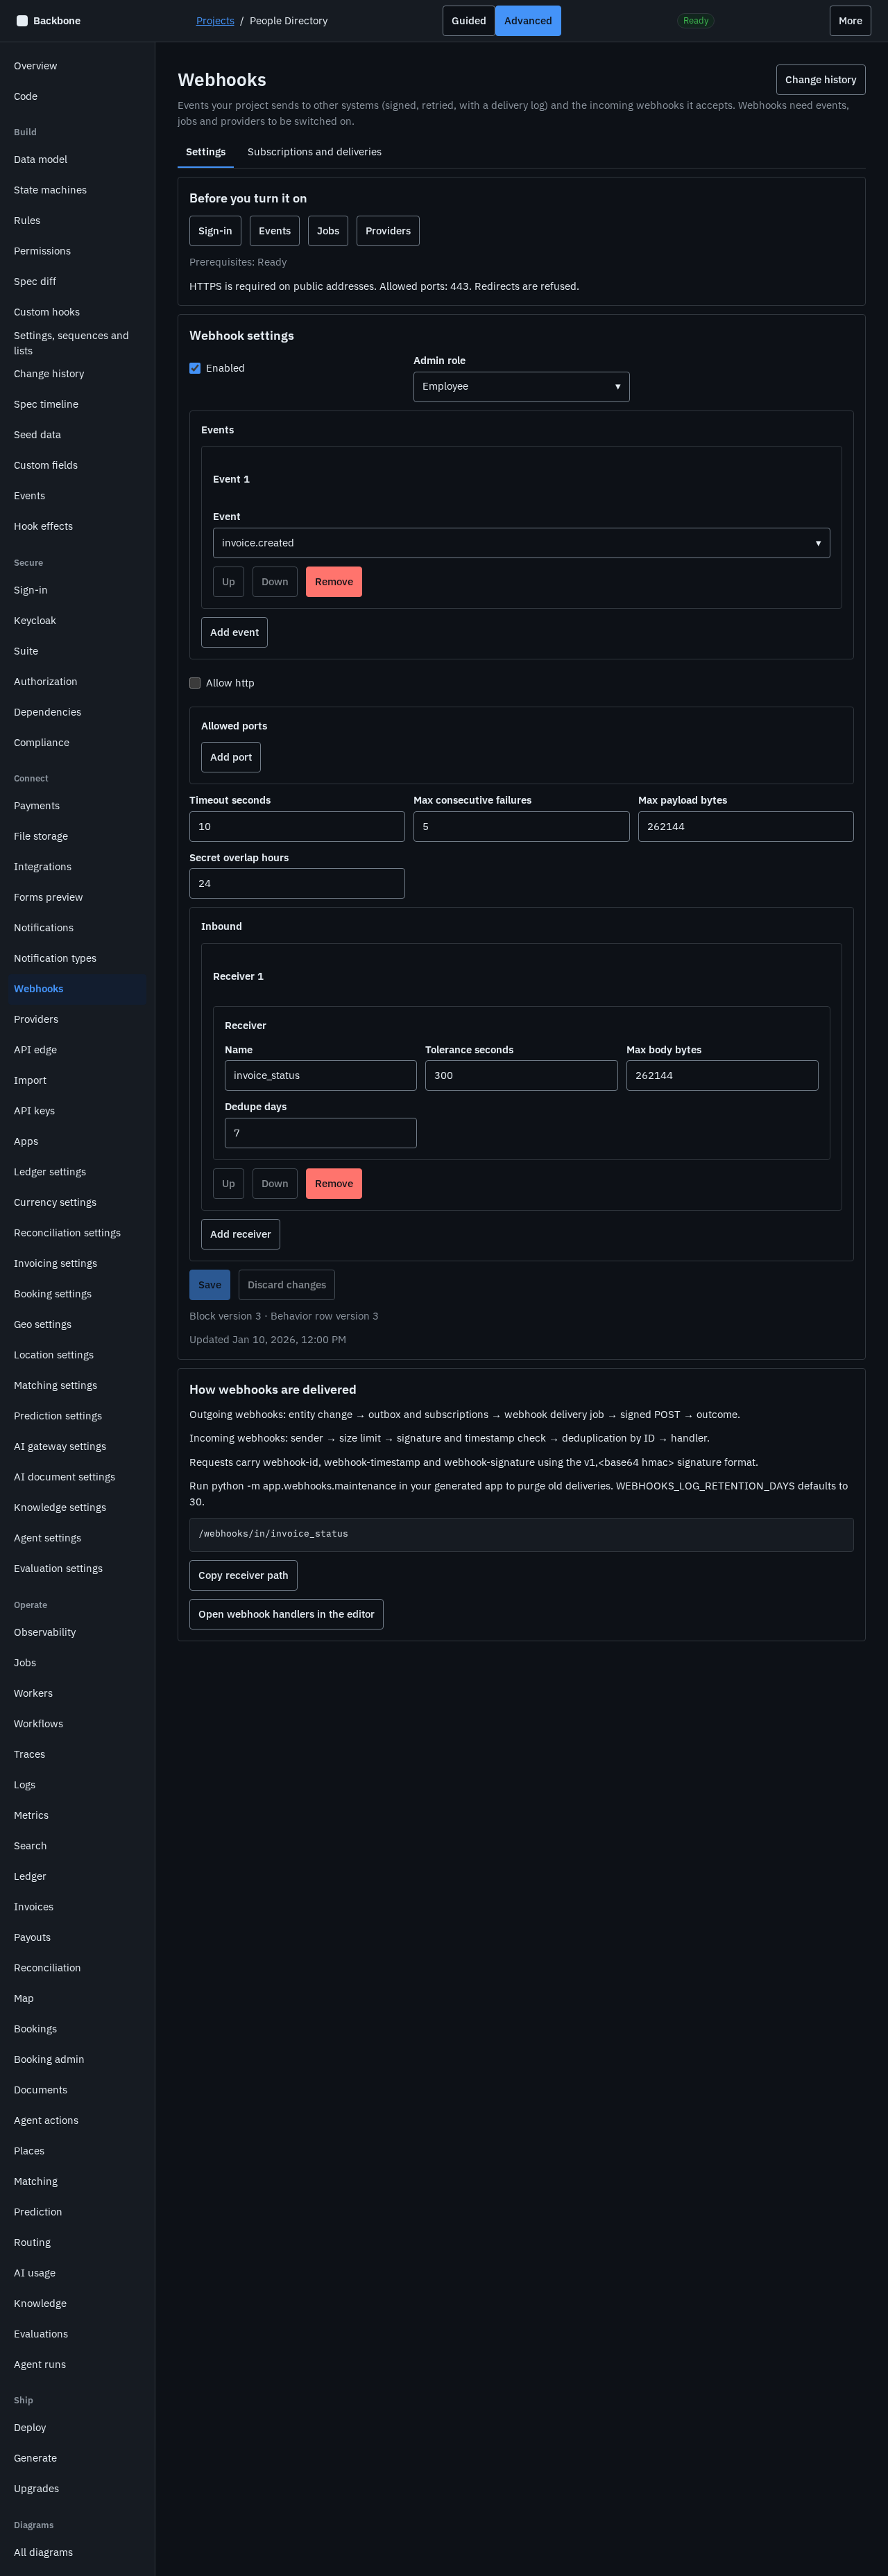 Backbone
Projects / People Directory
Guided
Advanced
Ready
More
Overview
Code
Build
Data model
State machines
Rules
Permissions
Spec diff
Custom hooks
Settings, sequences and
lists
Change history
Spec timeline
Seed data
Custom fields
Events
Hook effects
Secure
Sign-in
Keycloak
Suite
Authorization
Dependencies
Compliance
Connect
Payments
File storage
Integrations
Forms preview
Notifications
Notification types
Webhooks
Providers
API edge
Import
API keys
Apps
Ledger settings
Currency settings
Reconciliation settings
Invoicing settings
Booking settings
Geo settings
Location settings
Matching settings
Prediction settings
AI gateway settings
AI document settings
Knowledge settings
Agent settings
Evaluation settings
Operate
Observability
Jobs
Workers
Workflows
Traces
Logs
Metrics
Search
Ledger
Invoices
Payouts
Reconciliation
Map
Bookings
Booking admin
Documents
Agent actions
Places
Matching
Prediction
Routing
AI usage
Knowledge
Evaluations
Agent runs
Ship
Deploy
Generate
Upgrades
Diagrams
All diagrams
Webhooks
Change history
Events your project sends to other systems (signed, retried, with a delivery log) and the incoming webhooks it accepts. Webhooks need events,
jobs and providers to be switched on.
Settings
Subscriptions and deliveries
Before you turn it on
Sign-in
Events
Jobs
Providers
Prerequisites: Ready
HTTPS is required on public addresses. Allowed ports: 443. Redirects are refused.
Webhook settings
Enabled
Admin role
Employee
Events
Event 1
Event
invoice.created
Up
Down
Remove
Add event
Allow http
Allowed ports
Add port
Timeout seconds
Max consecutive failures
Max payload bytes
10
5
262144
Secret overlap hours
24
Inbound
Receiver 1
Receiver
Name
Tolerance seconds
Max body bytes
invoice_status
300
262144
Dedupe days
7
Up
Down
Remove
Add receiver
Save
Discard changes
Block version 3 · Behavior row version 3
Updated Jan 10, 2026, 12:00 PM
How webhooks are delivered
Outgoing webhooks: entity change → outbox and subscriptions → webhook delivery job → signed POST → outcome.
Incoming webhooks: sender → size limit → signature and timestamp check → deduplication by ID → handler.
Requests carry webhook-id, webhook-timestamp and webhook-signature using the v1,<base64 hmac> signature format.
Run python -m app.webhooks.maintenance in your generated app to purge old deliveries. WEBHOOKS_LOG_RETENTION_DAYS defaults to
30.
/webhooks/in/invoice_status
Copy receiver path
Open webhook handlers in the editor